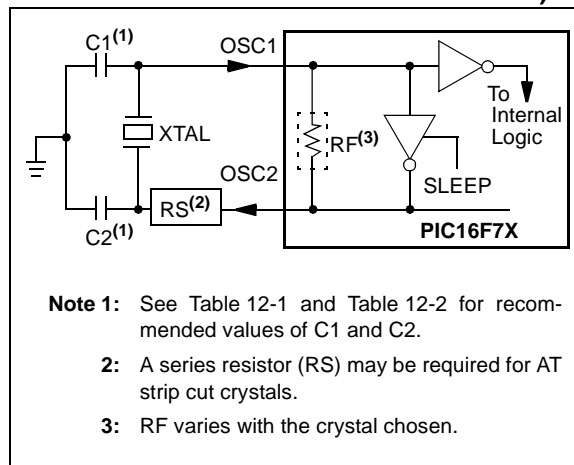 C1(1)
OSC1
To
Internal
Logic
XTAL
RF(3)
OSC2
SLEEP
RS(2)
C2(1)
PIC16F7X
Note 1: See Table 12-1 and Table 12-2 for recom-
mended values of C1 and C2.
2: A series resistor (RS) may be required for AT
strip cut crystals.
3: RF varies with the crystal chosen.